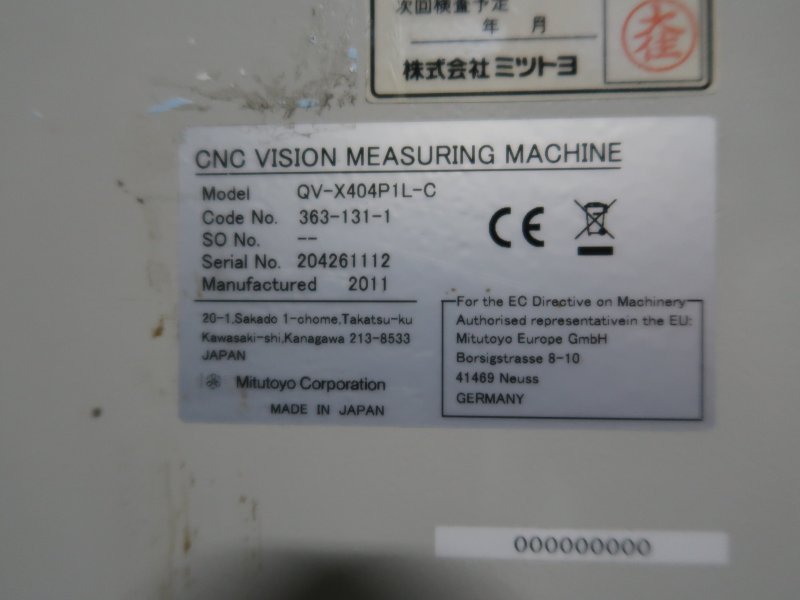 次回検査予定
年 月
株式会社 ミツトヨ
CNC VISION MEASURING MACHINE
Model QV-X404P1L-C
Code No. 363-131-1
SO No. --
Serial No. 204261112
Manufactured 2011
20-1,Sakado 1-chome,Takatsu-ku
Kawasaki-shi,Kanagawa 213-8533
JAPAN
Mitutoyo Corporation
MADE IN JAPAN
CE
For the EC Directive on Machinery
Authorised representativein the EU:
Mitutoyo Europe GmbH
Borsigstrasse 8-10
41469 Neuss
GERMANY
000000000